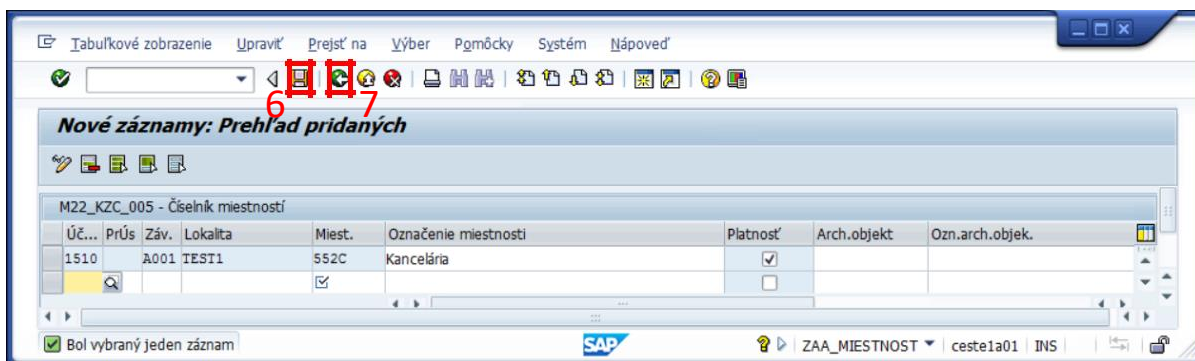 Tabuľkové zobrazenie Upraviť Prejsť na Výber Pomôcky Systém Nápoveď
6 7
Nové záznamy: Prehľad pridaných
M22_KZC_005 - Číselník miestností
Úč... PrÚs Záv. Lokalita Miest. Označenie miestnosti Platnosť Arch.objekt Ozn.arch.objek.
1510 A001 TEST1 552C Kancelária
Bol vybraný jeden záznam SAP ZAA_MIESTNOST ceste1a01 INS